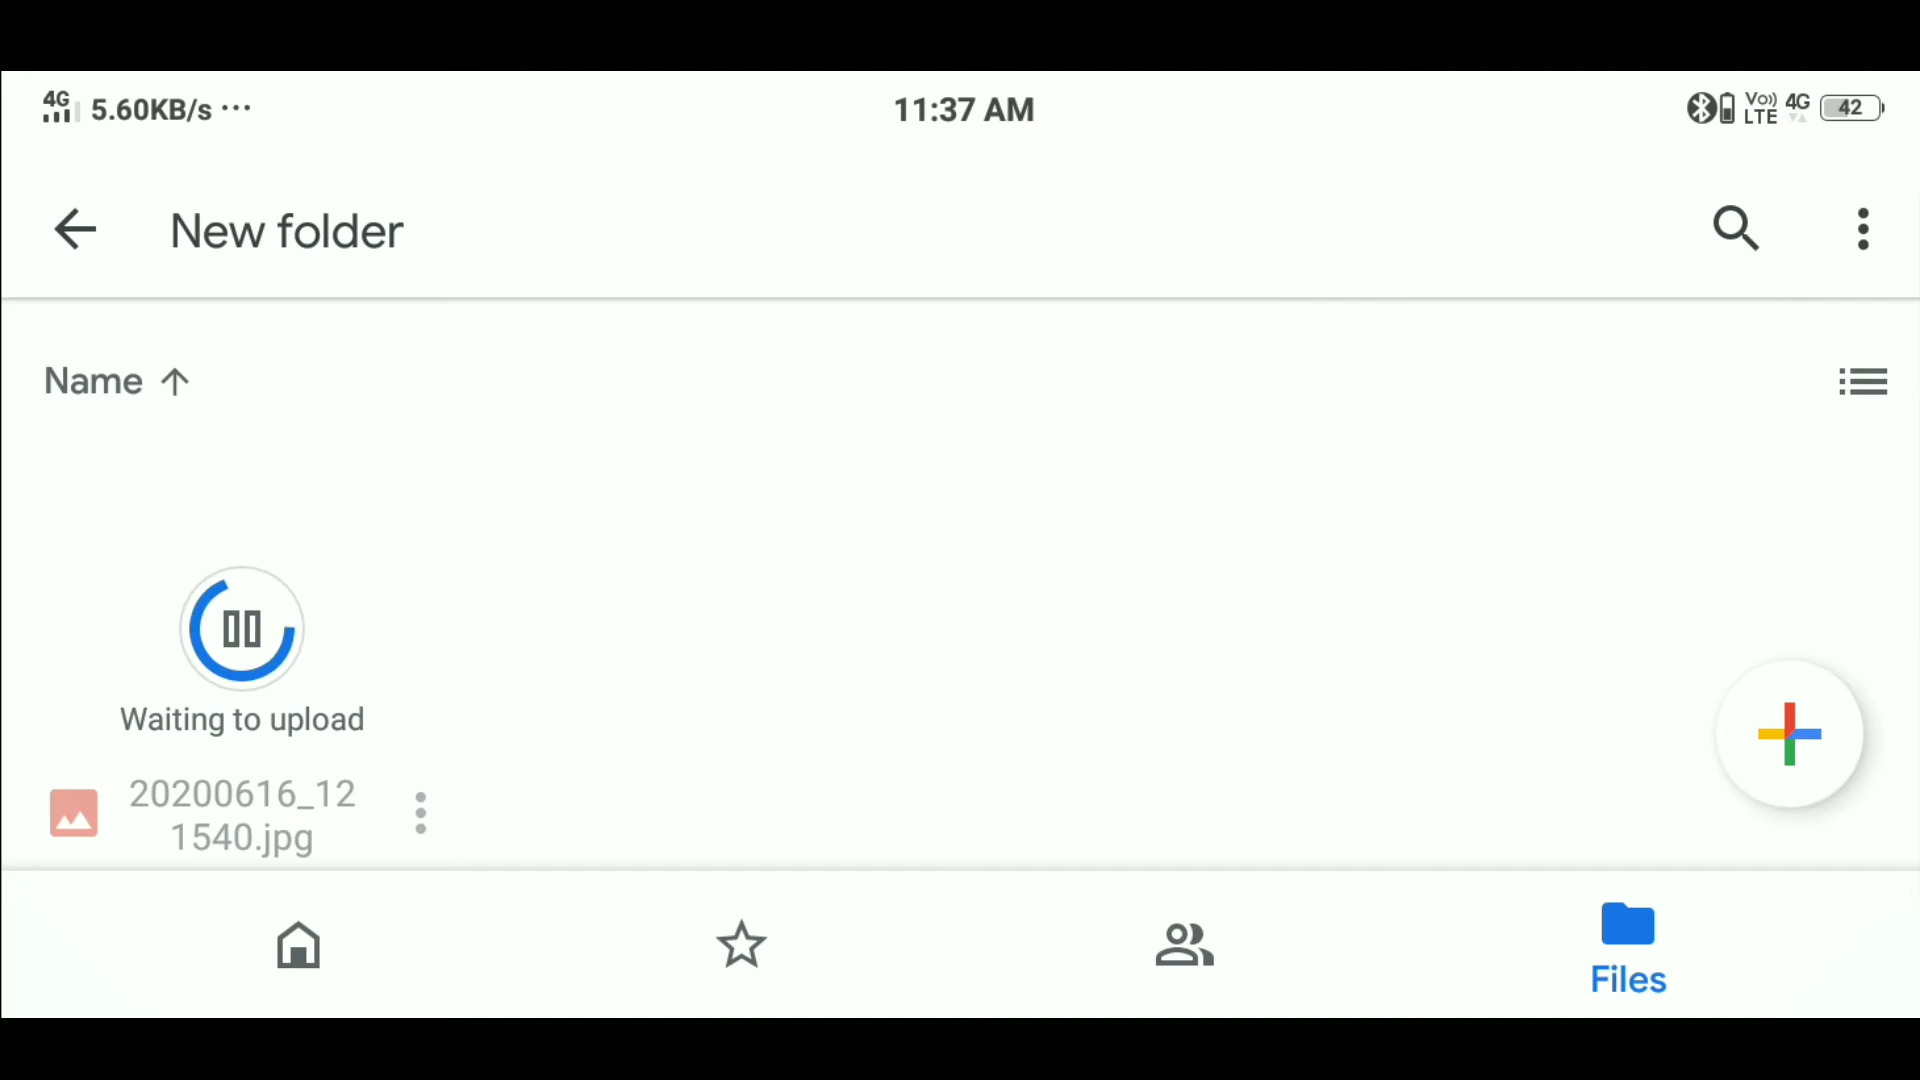 4G 5.60KB/s ...
11:37 AM
Vo)) LTE 4G 42
New folder
Name
Waiting to upload
20200616_12
1540.jpg
Files